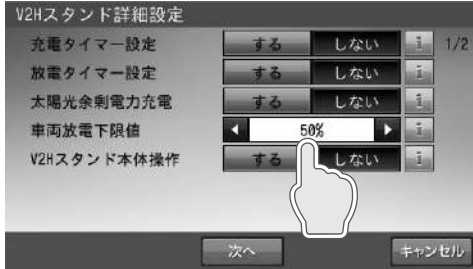 V2Hスタンド詳細設定
充電タイマー設定 する しない i 1/2
放電タイマー設定 する しない i
太陽光余剰電力充電 する しない i
車両放電下限値 50% i
V2Hスタンド本体操作 する しない i
次へ キャンセル